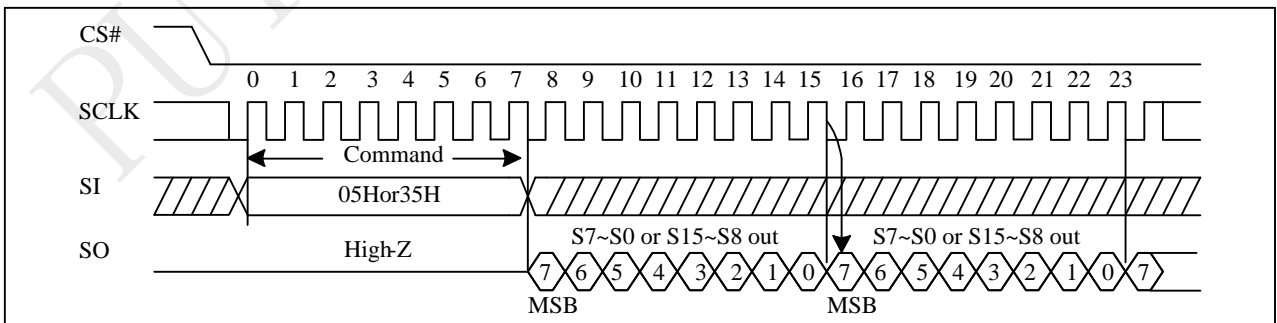 CS#
0 1 2 3 4 5 6 7 8 9 10 11 12 13 14 15 16 17 18 19 20 21 22 23
SCLK
Command
SI
05Hor35H
S7~S0 or S15~S8 out S7~S0 or S15~S8 out
SO
High-Z
7 6 5 4 3 2 1 0 7 6 5 4 3 2 1 0 7
MSB MSB